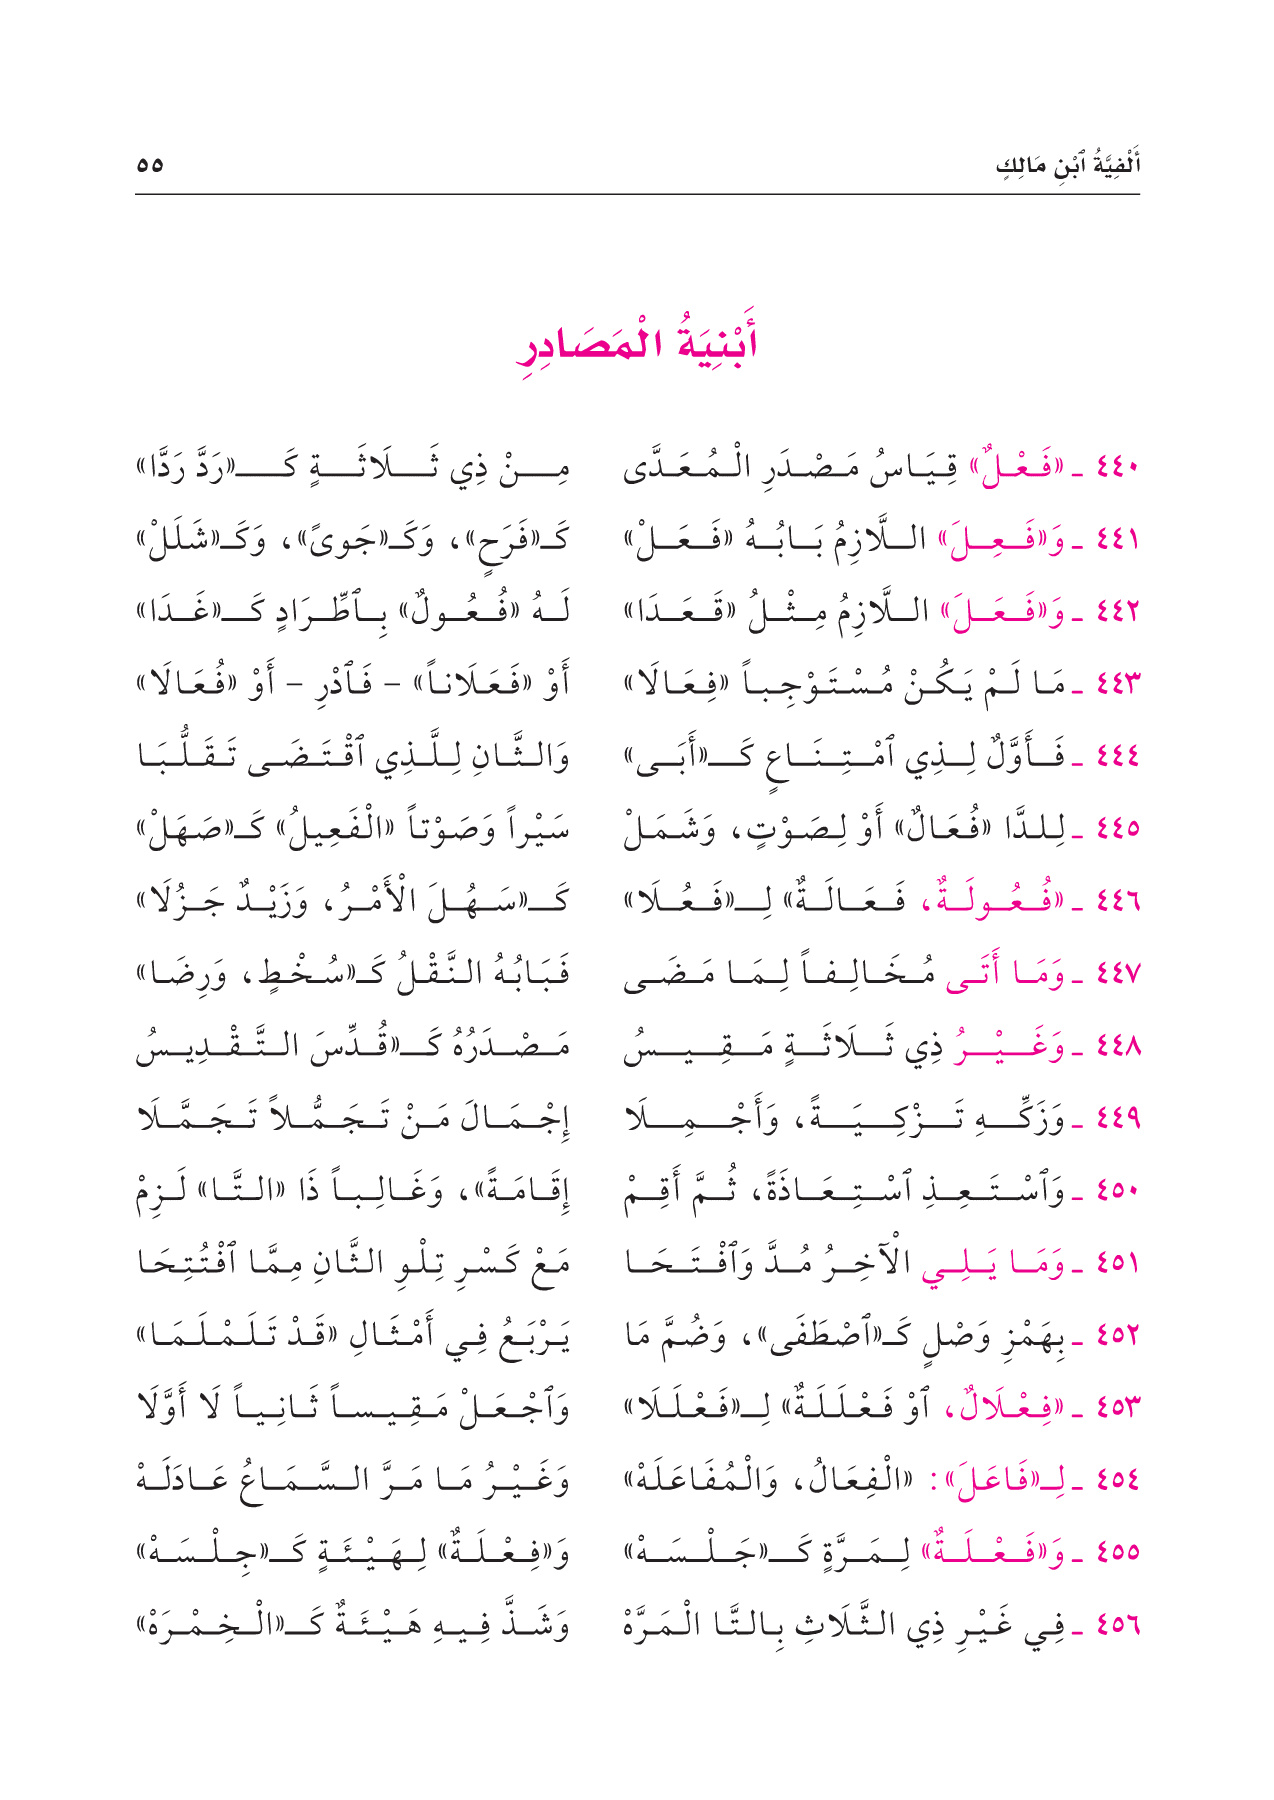 أَلْفِيَّةُ ٱبْنِ مَالِكٍ ٥٥
أَبْنِيَةُ الْمَصَادِرِ
٤٤٠ ـ «فَعْلٌ» قِيَاسُ مَصْدَرِ الْمُعَدَّى مِنْ ذِي ثَلَاثَةٍ كَـ«رَدَّ رَدَّا»
٤٤١ ـ وَ«فَعِلَ» اللَّازِمُ بَابُهُ «فَعَلْ» كَـ«فَرَحٍ»، وَكَـ«جَوىً»، وَكَـ«شَلَلْ»
٤٤٢ ـ وَ«فَعَلَ» اللَّازِمُ مِثْلُ «قَعَدَا» لَهُ «فُعُولٌ» بِٱطِّرَادٍ كَـ«غَدَا»
٤٤٣ ـ مَا لَمْ يَكُنْ مُسْتَوْجِباً «فِعَالَا» أَوْ «فَعَلَاناً» - فَٱدْرِ - أَوْ «فُعَالَا»
٤٤٤ ـ فَأَوَّلٌ لِذِي ٱمْتِنَاعٍ كَـ«أَبَى» وَالثَّانِ لِلَّذِي ٱقْتَضَى تَقَلُّبَا
٤٤٥ ـ لِلدَّا «فُعَالٌ» أَوْ لِصَوْتٍ، وَشَمَلْ سَيْراً وَصَوْتاً «الْفَعِيلُ» كَـ«صَهَلْ»
٤٤٦ ـ «فُعُولَةٌ، فَعَالَةٌ» لِـ«فَعُلَا» كَـ«سَهُلَ الْأَمْرُ، وَزَيْدٌ جَزُلَا»
٤٤٧ ـ وَمَا أَتَى مُخَالِفاً لِمَا مَضَى فَبَابُهُ النَّقْلُ كَـ«سُخْطٍ، وَرِضَا»
٤٤٨ ـ وَغَيْرُ ذِي ثَلَاثَةٍ مَقِيسُ مَصْدَرُهُ كَـ«قُدِّسَ التَّقْدِيسُ
٤٤٩ ـ وَزَكِّهِ تَزْكِيَةً، وَأَجْمِلَا إِجْمَالَ مَنْ تَجَمُّلاً تَجَمَّلَا
٤٥٠ ـ وَٱسْتَعِذِ ٱسْتِعَاذَةً، ثُمَّ أَقِمْ إِقَامَةً»، وَغَالِباً ذَا «التَّا» لَزِمْ
٤٥١ ـ وَمَا يَلِي الْآخِرُ مُدَّ وَٱفْتَحَا مَعْ كَسْرِ تِلْوِ الثَّانِ مِمَّا ٱفْتُتِحَا
٤٥٢ ـ بِهَمْزِ وَصْلٍ كَـ«ٱصْطَفَى»، وَضُمَّ مَا يَرْبَعُ فِي أَمْثَالِ «قَدْ تَلَمْلَمَا»
٤٥٣ ـ «فِعْلَالٌ، ٱوْ فَعْلَلَةٌ» لِـ«فَعْلَلَا» وَٱجْعَلْ مَقِيساً ثَانِياً لَا أَوَّلَا
٤٥٤ ـ لِـ«فَاعَلَ»: «الْفِعَالُ، وَالْمُفَاعَلَهْ» وَغَيْرُ مَا مَرَّ السَّمَاعُ عَادَلَهْ
٤٥٥ ـ وَ«فَعْلَةٌ» لِمَرَّةٍ كَـ«جَلْسَهْ» وَ«فِعْلَةٌ» لِهَيْئَةٍ كَـ«جِلْسَهْ»
٤٥٦ ـ فِي غَيْرِ ذِي الثَّلَاثِ بِالتَّا الْمَرَّهْ وَشَذَّ فِيهِ هَيْئَةٌ كَـ«الْخِمْرَهْ»